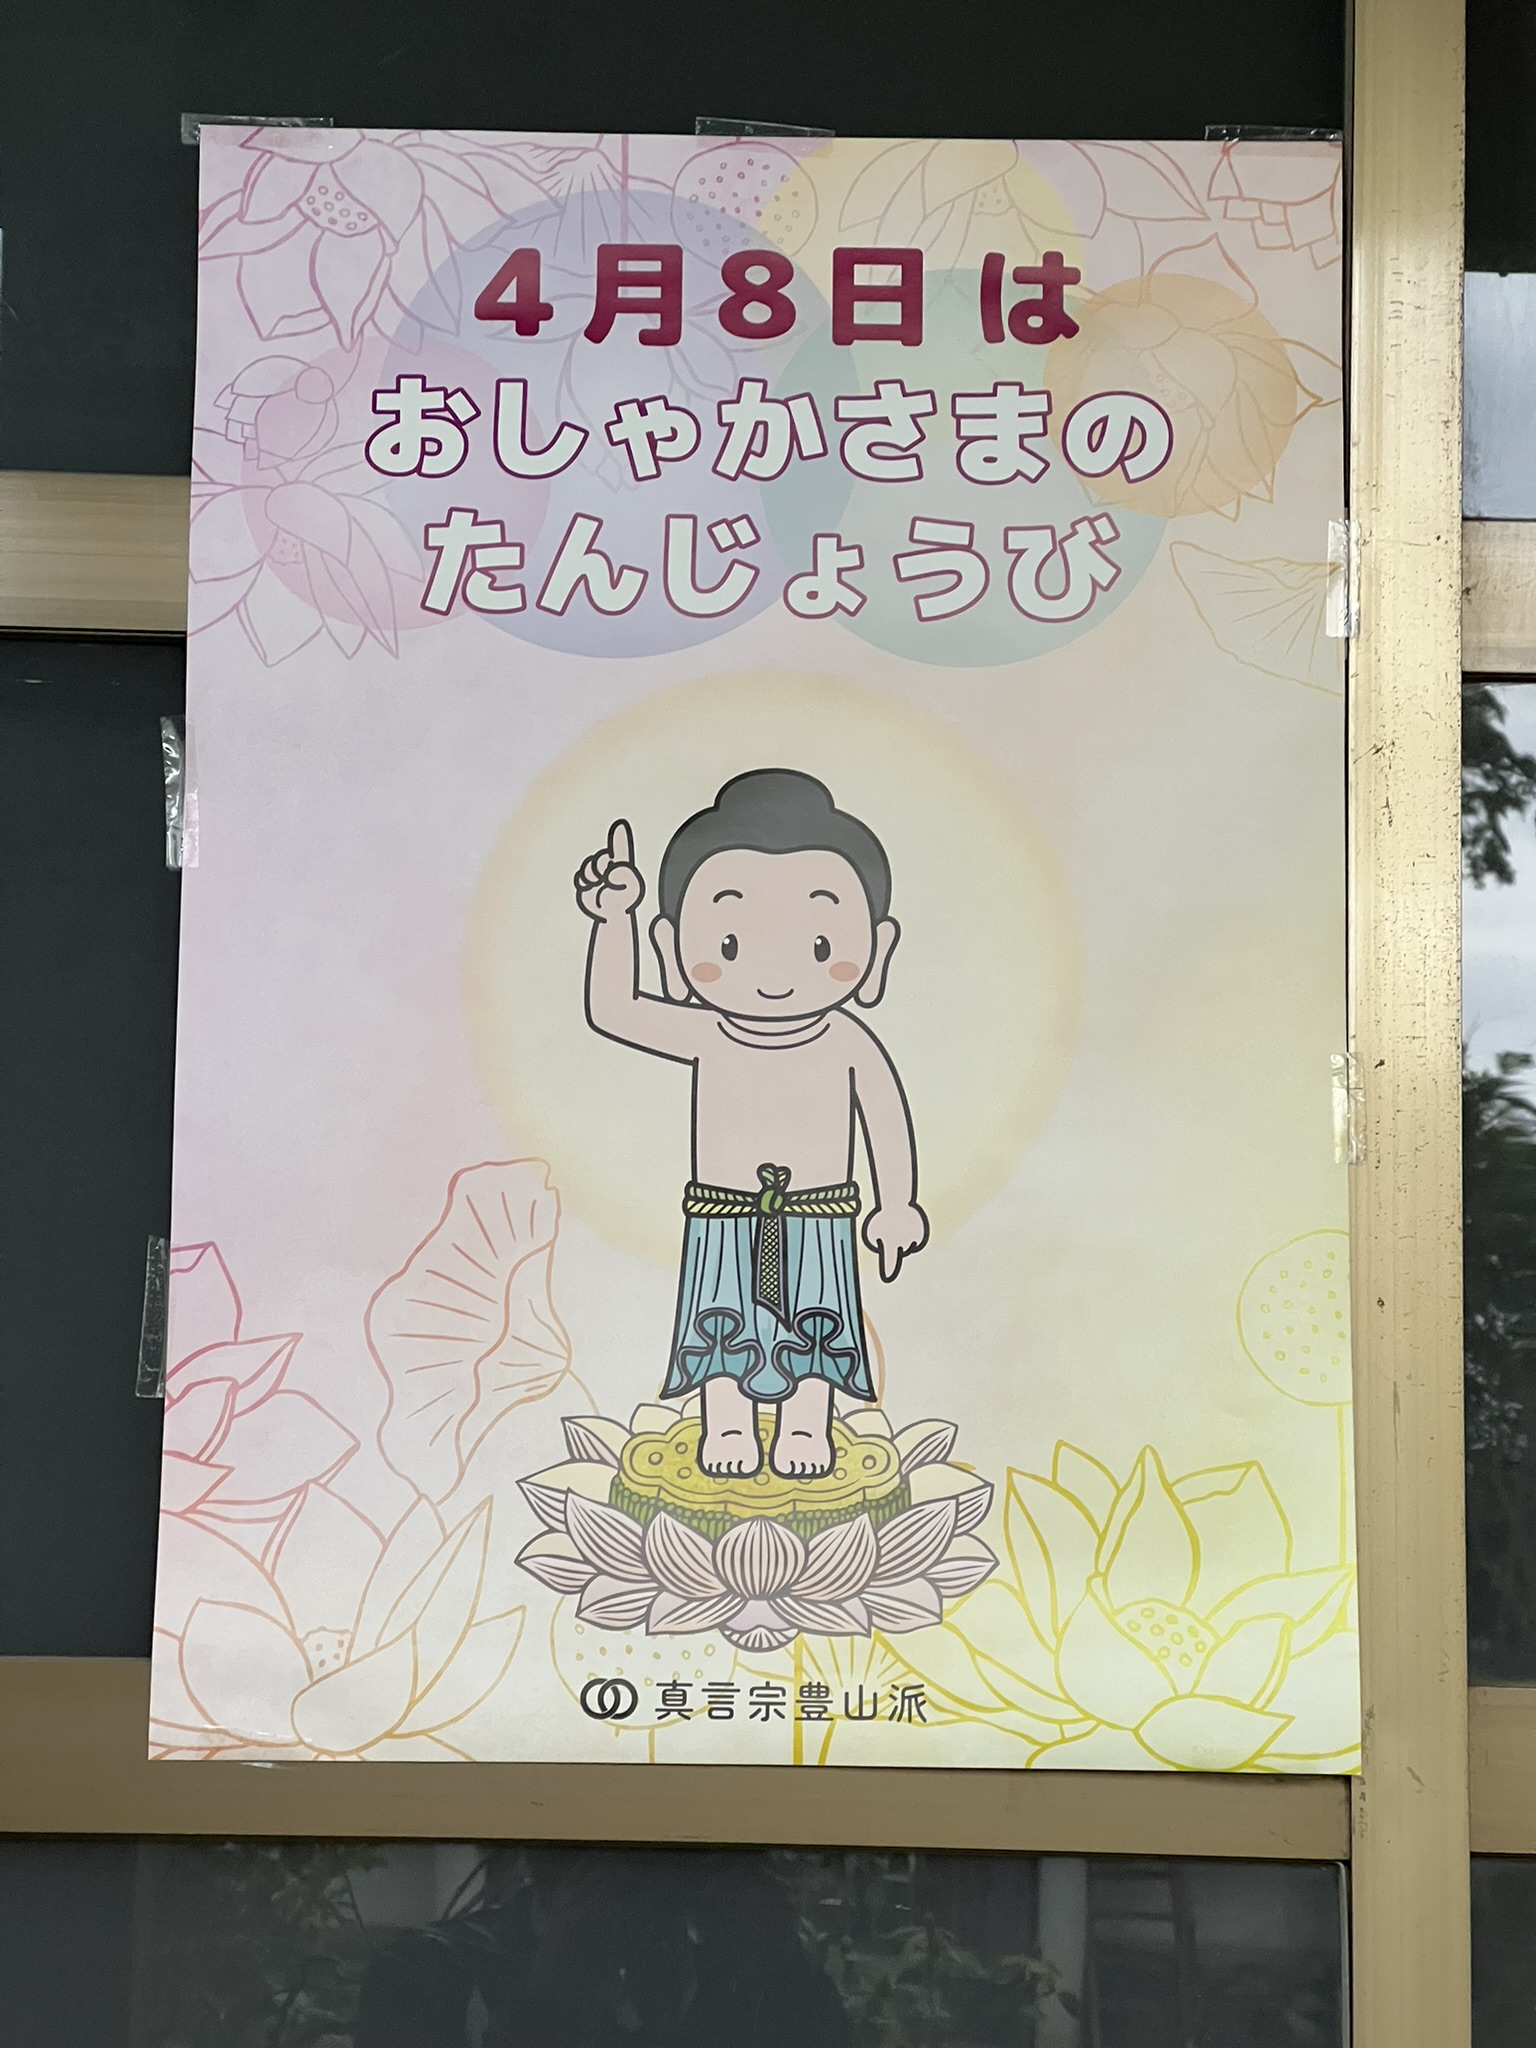 4月8日は
おしゃかさまの
たんじょうび
真言宗豊山派